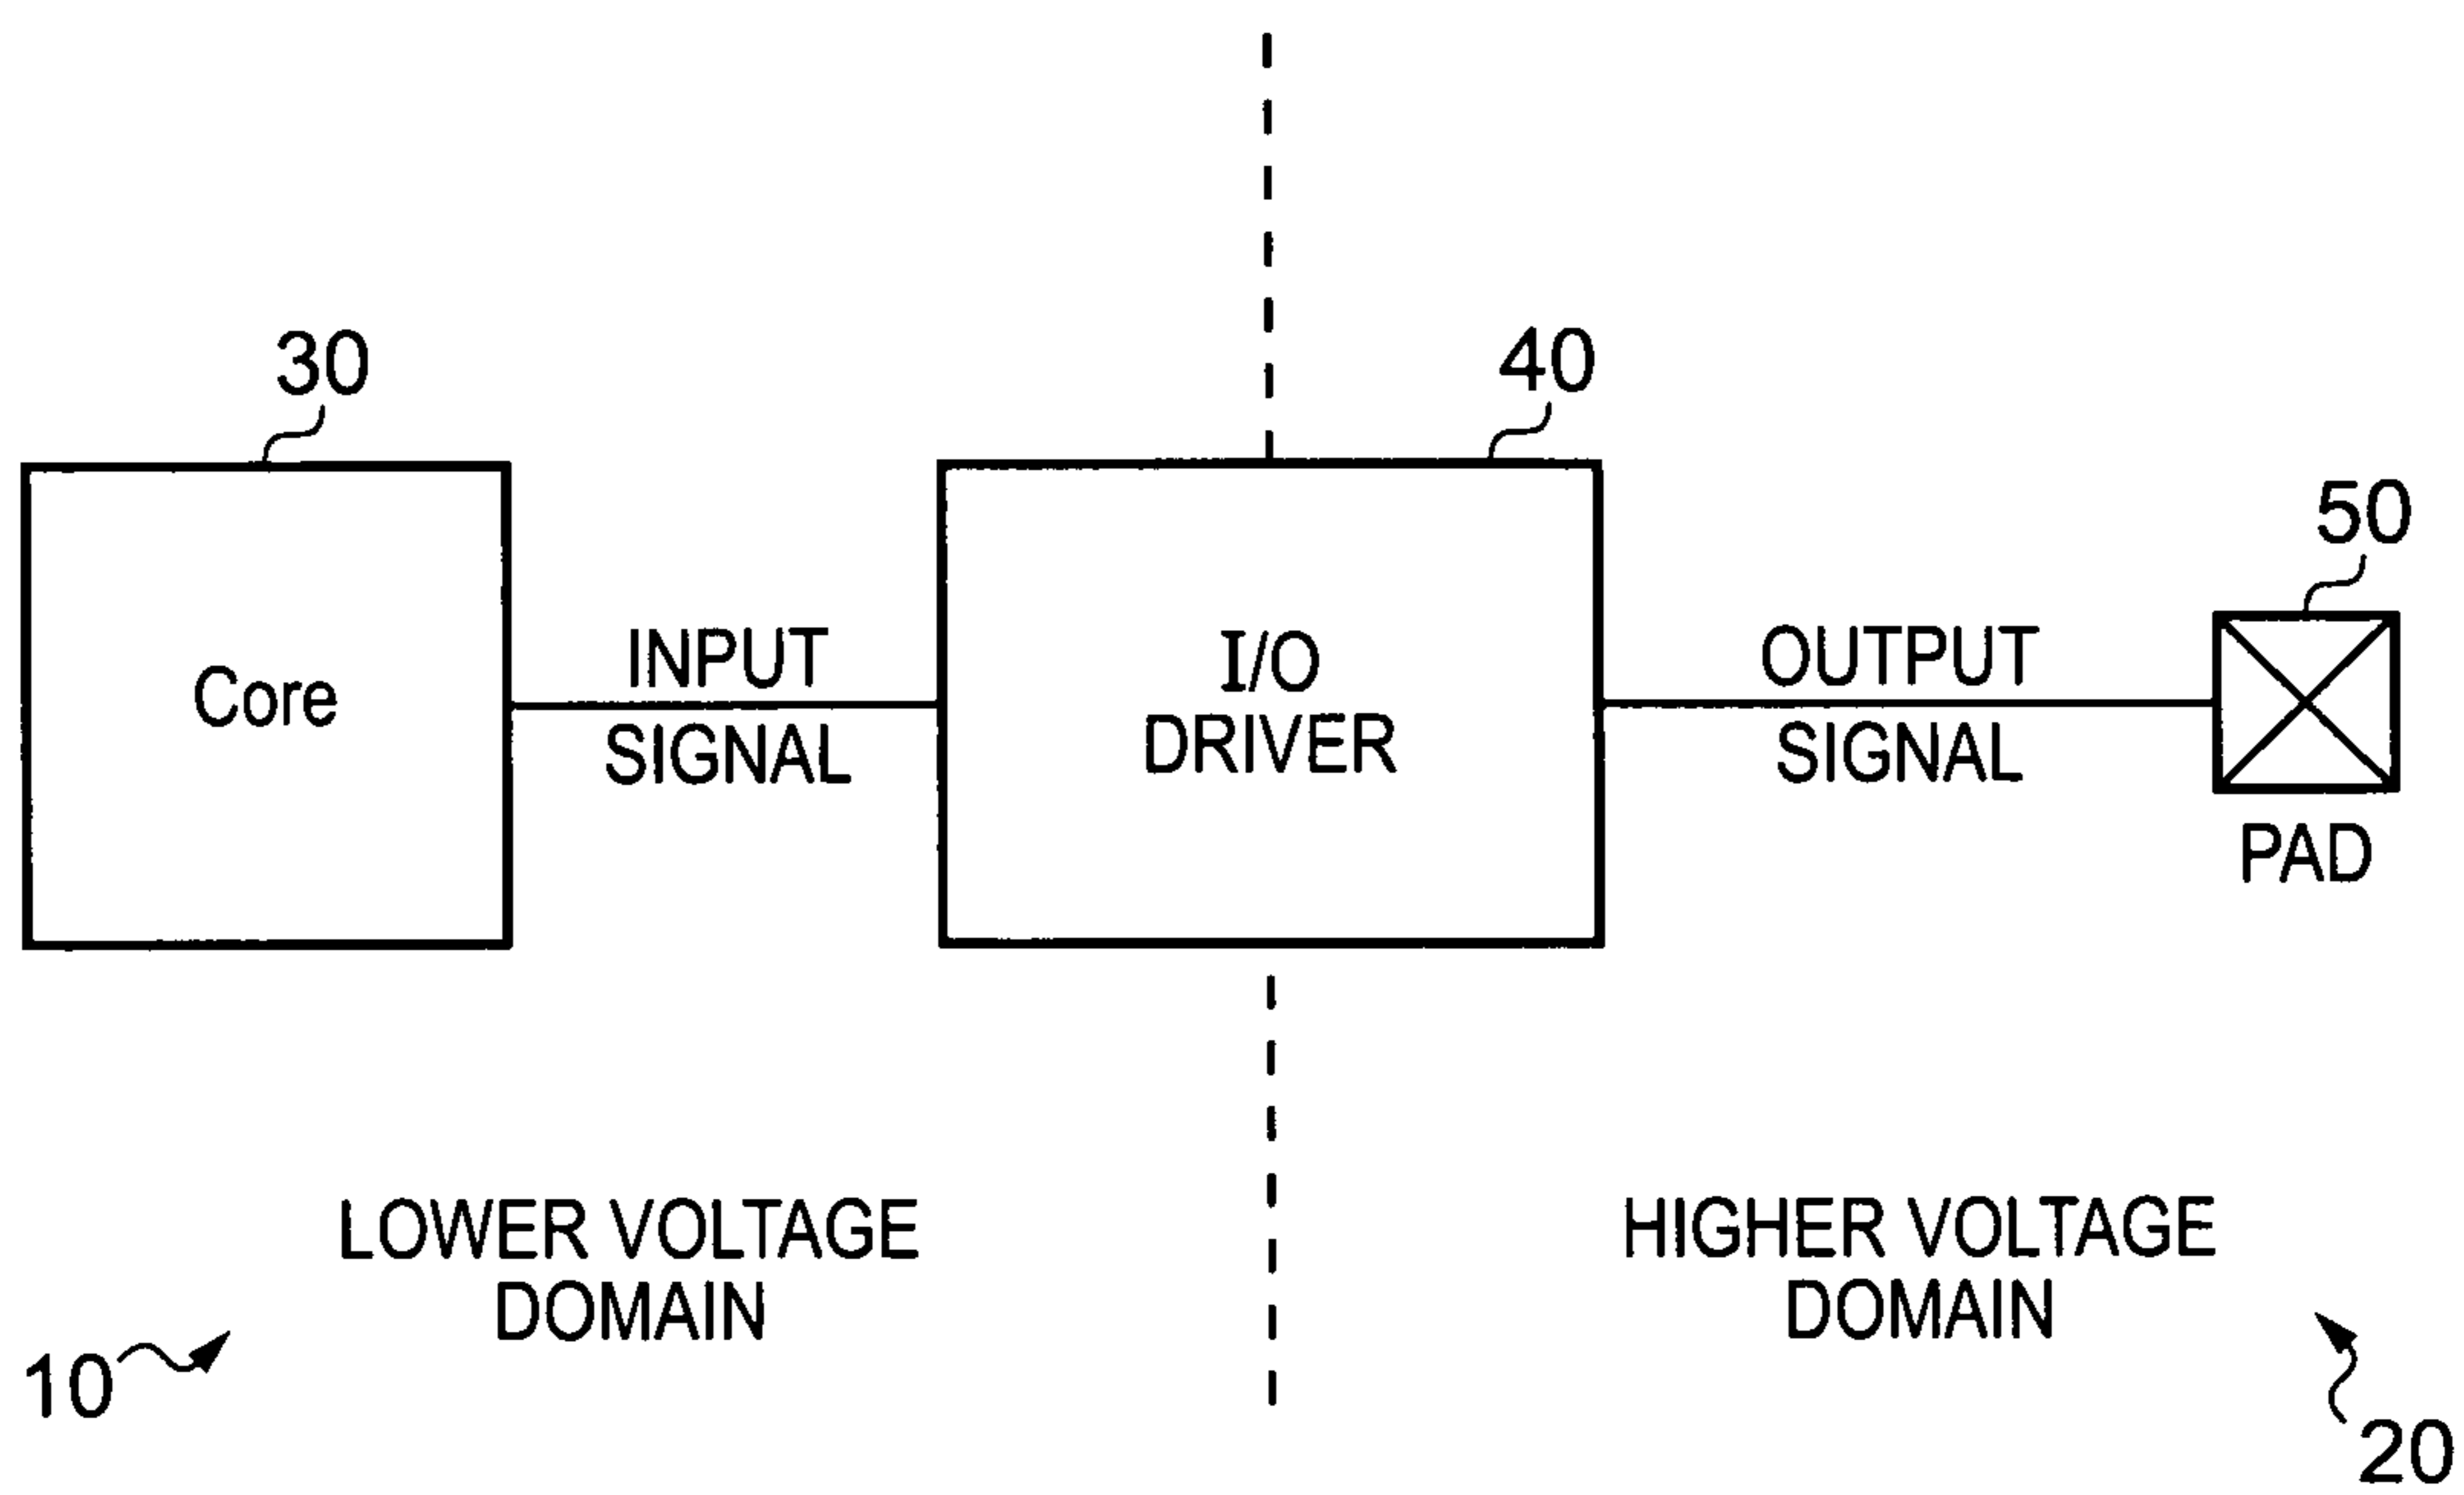 30
40
50
Core
INPUT
SIGNAL
I/O
DRIVER
OUTPUT
SIGNAL
PAD
LOWER VOLTAGE
DOMAIN
HIGHER VOLTAGE
DOMAIN
10
20